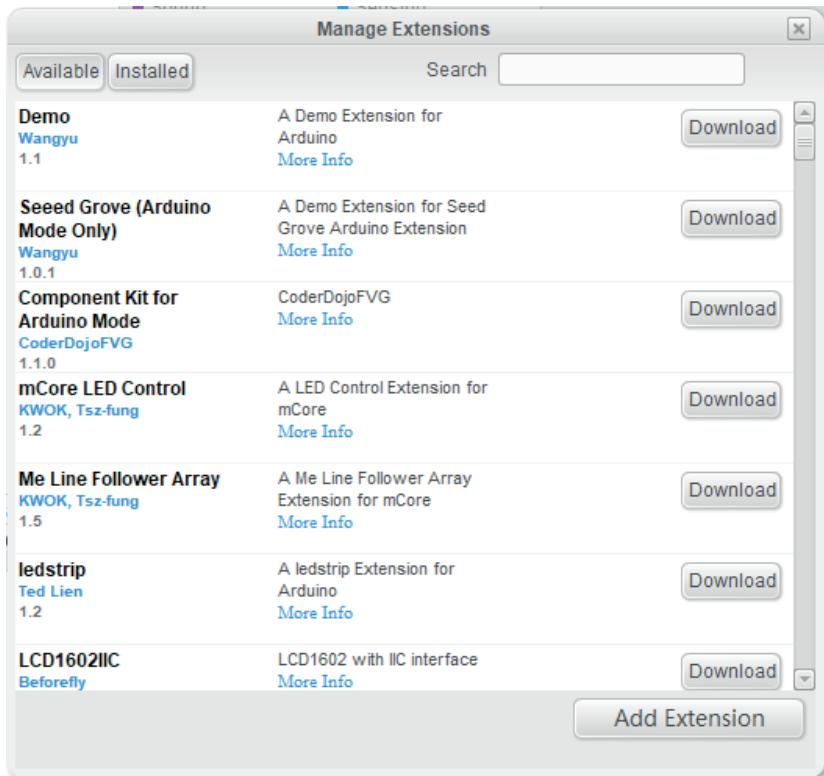 Manage Extensions
Available Installed Search
Demo
Wangyu
1.1
A Demo Extension for
Arduino
More Info
Download
Seeed Grove (Arduino
Mode Only)
Wangyu
1.0.1
A Demo Extension for Seed
Grove Arduino Extension
More Info
Download
Component Kit for
Arduino Mode
CoderDojoFVG
1.1.0
CoderDojoFVG
More Info
Download
mCore LED Control
KWOK, Tsz-fung
1.2
A LED Control Extension for
mCore
More Info
Download
Me Line Follower Array
KWOK, Tsz-fung
1.5
A Me Line Follower Array
Extension for mCore
More Info
Download
ledstrip
Ted Lien
1.2
A ledstrip Extension for
Arduino
More Info
Download
LCD1602IIC
Beforefly
LCD1602 with IIC interface
More Info
Download
Add Extension